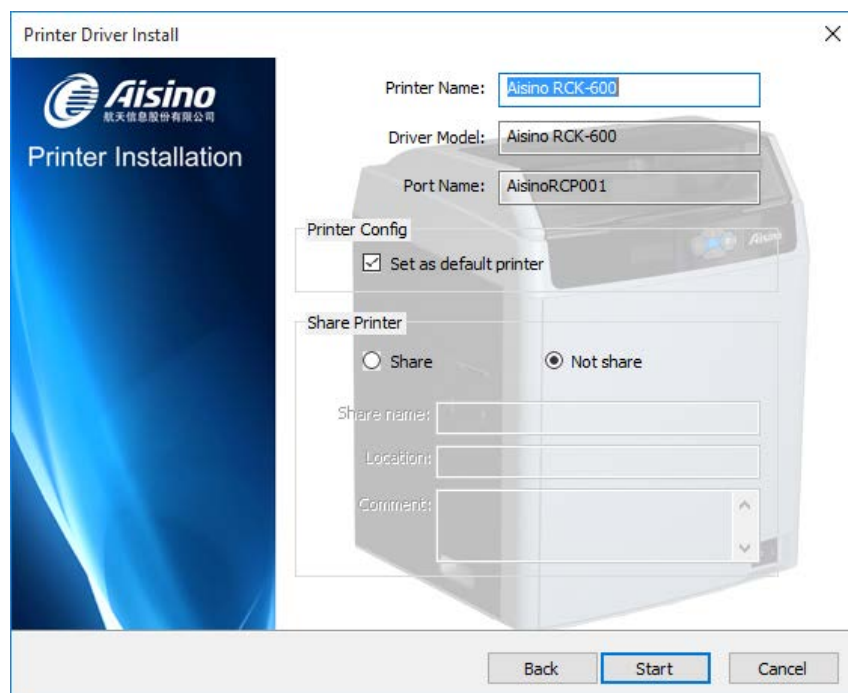 Printer Driver Install
Aisino
航天信息股份有限公司
Printer Installation
Printer Name: Aisino RCK-600
Driver Model: Aisino RCK-600
Port Name: AisinoRCP001
Printer Config
Set as default printer
Aisino
Share Printer
Share Not share
Share name:
Location:
Comment:
Back Start Cancel